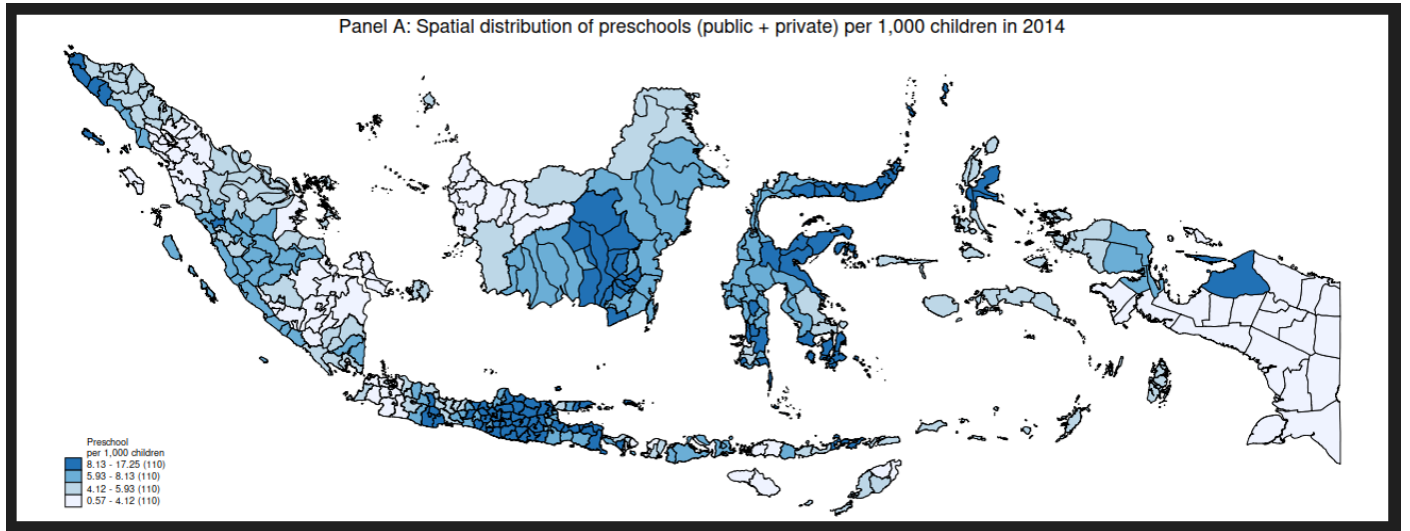 Panel A: Spatial distribution of preschools (public + private) per 1,000 children in 2014
Preschool
per 1,000 children
8.13 - 17.25 (110)
5.93 - 8.13 (110)
4.12 - 5.93 (110)
0.57 - 4.12 (110)